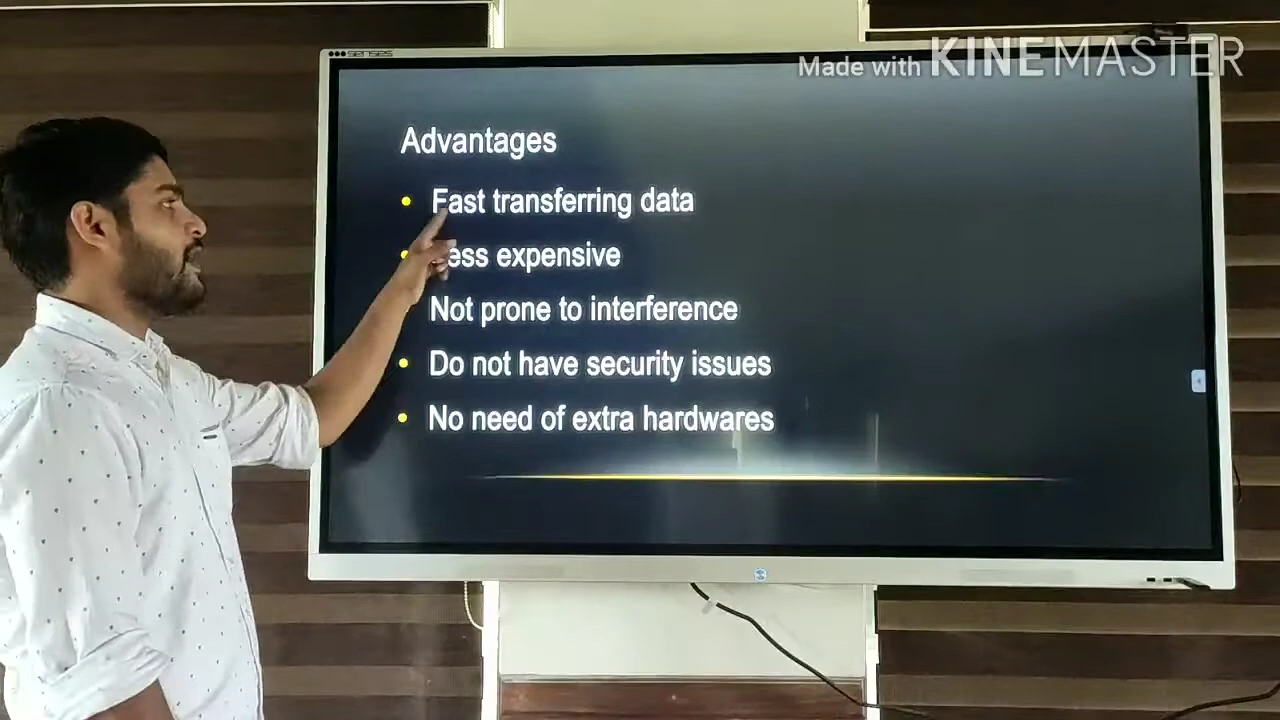 Made with KINEMASTER
Advantages
• Fast transferring data
• ess expensive
Not prone to interference
• Do not have security issues
• No need of extra hardwares